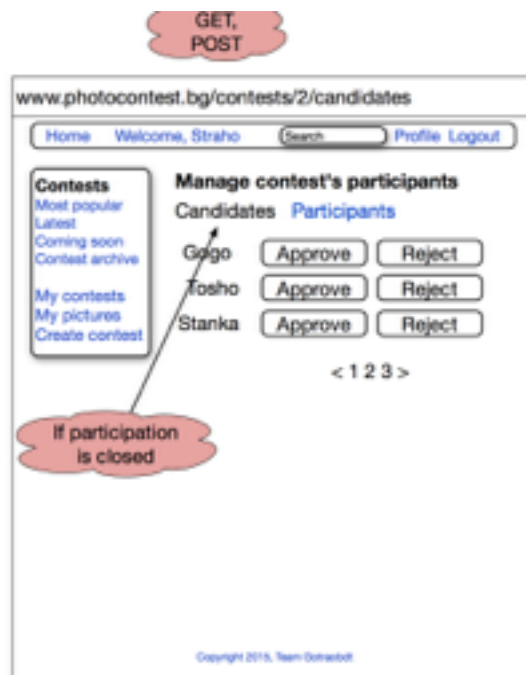 GET,
POST
www.photocontest.bg/contests/2/candidates
Home Welcome, Straho Search Profile Logout
Contests
Most popular
Latest
Coming soon
Contest archive
My contests
My pictures
Create contest
Manage contest's participants
Candidates Participants
Gogo Approve Reject
Tosho Approve Reject
Stanka Approve Reject
< 1 2 3 >
If participation
is closed
Copyright 2015, Team